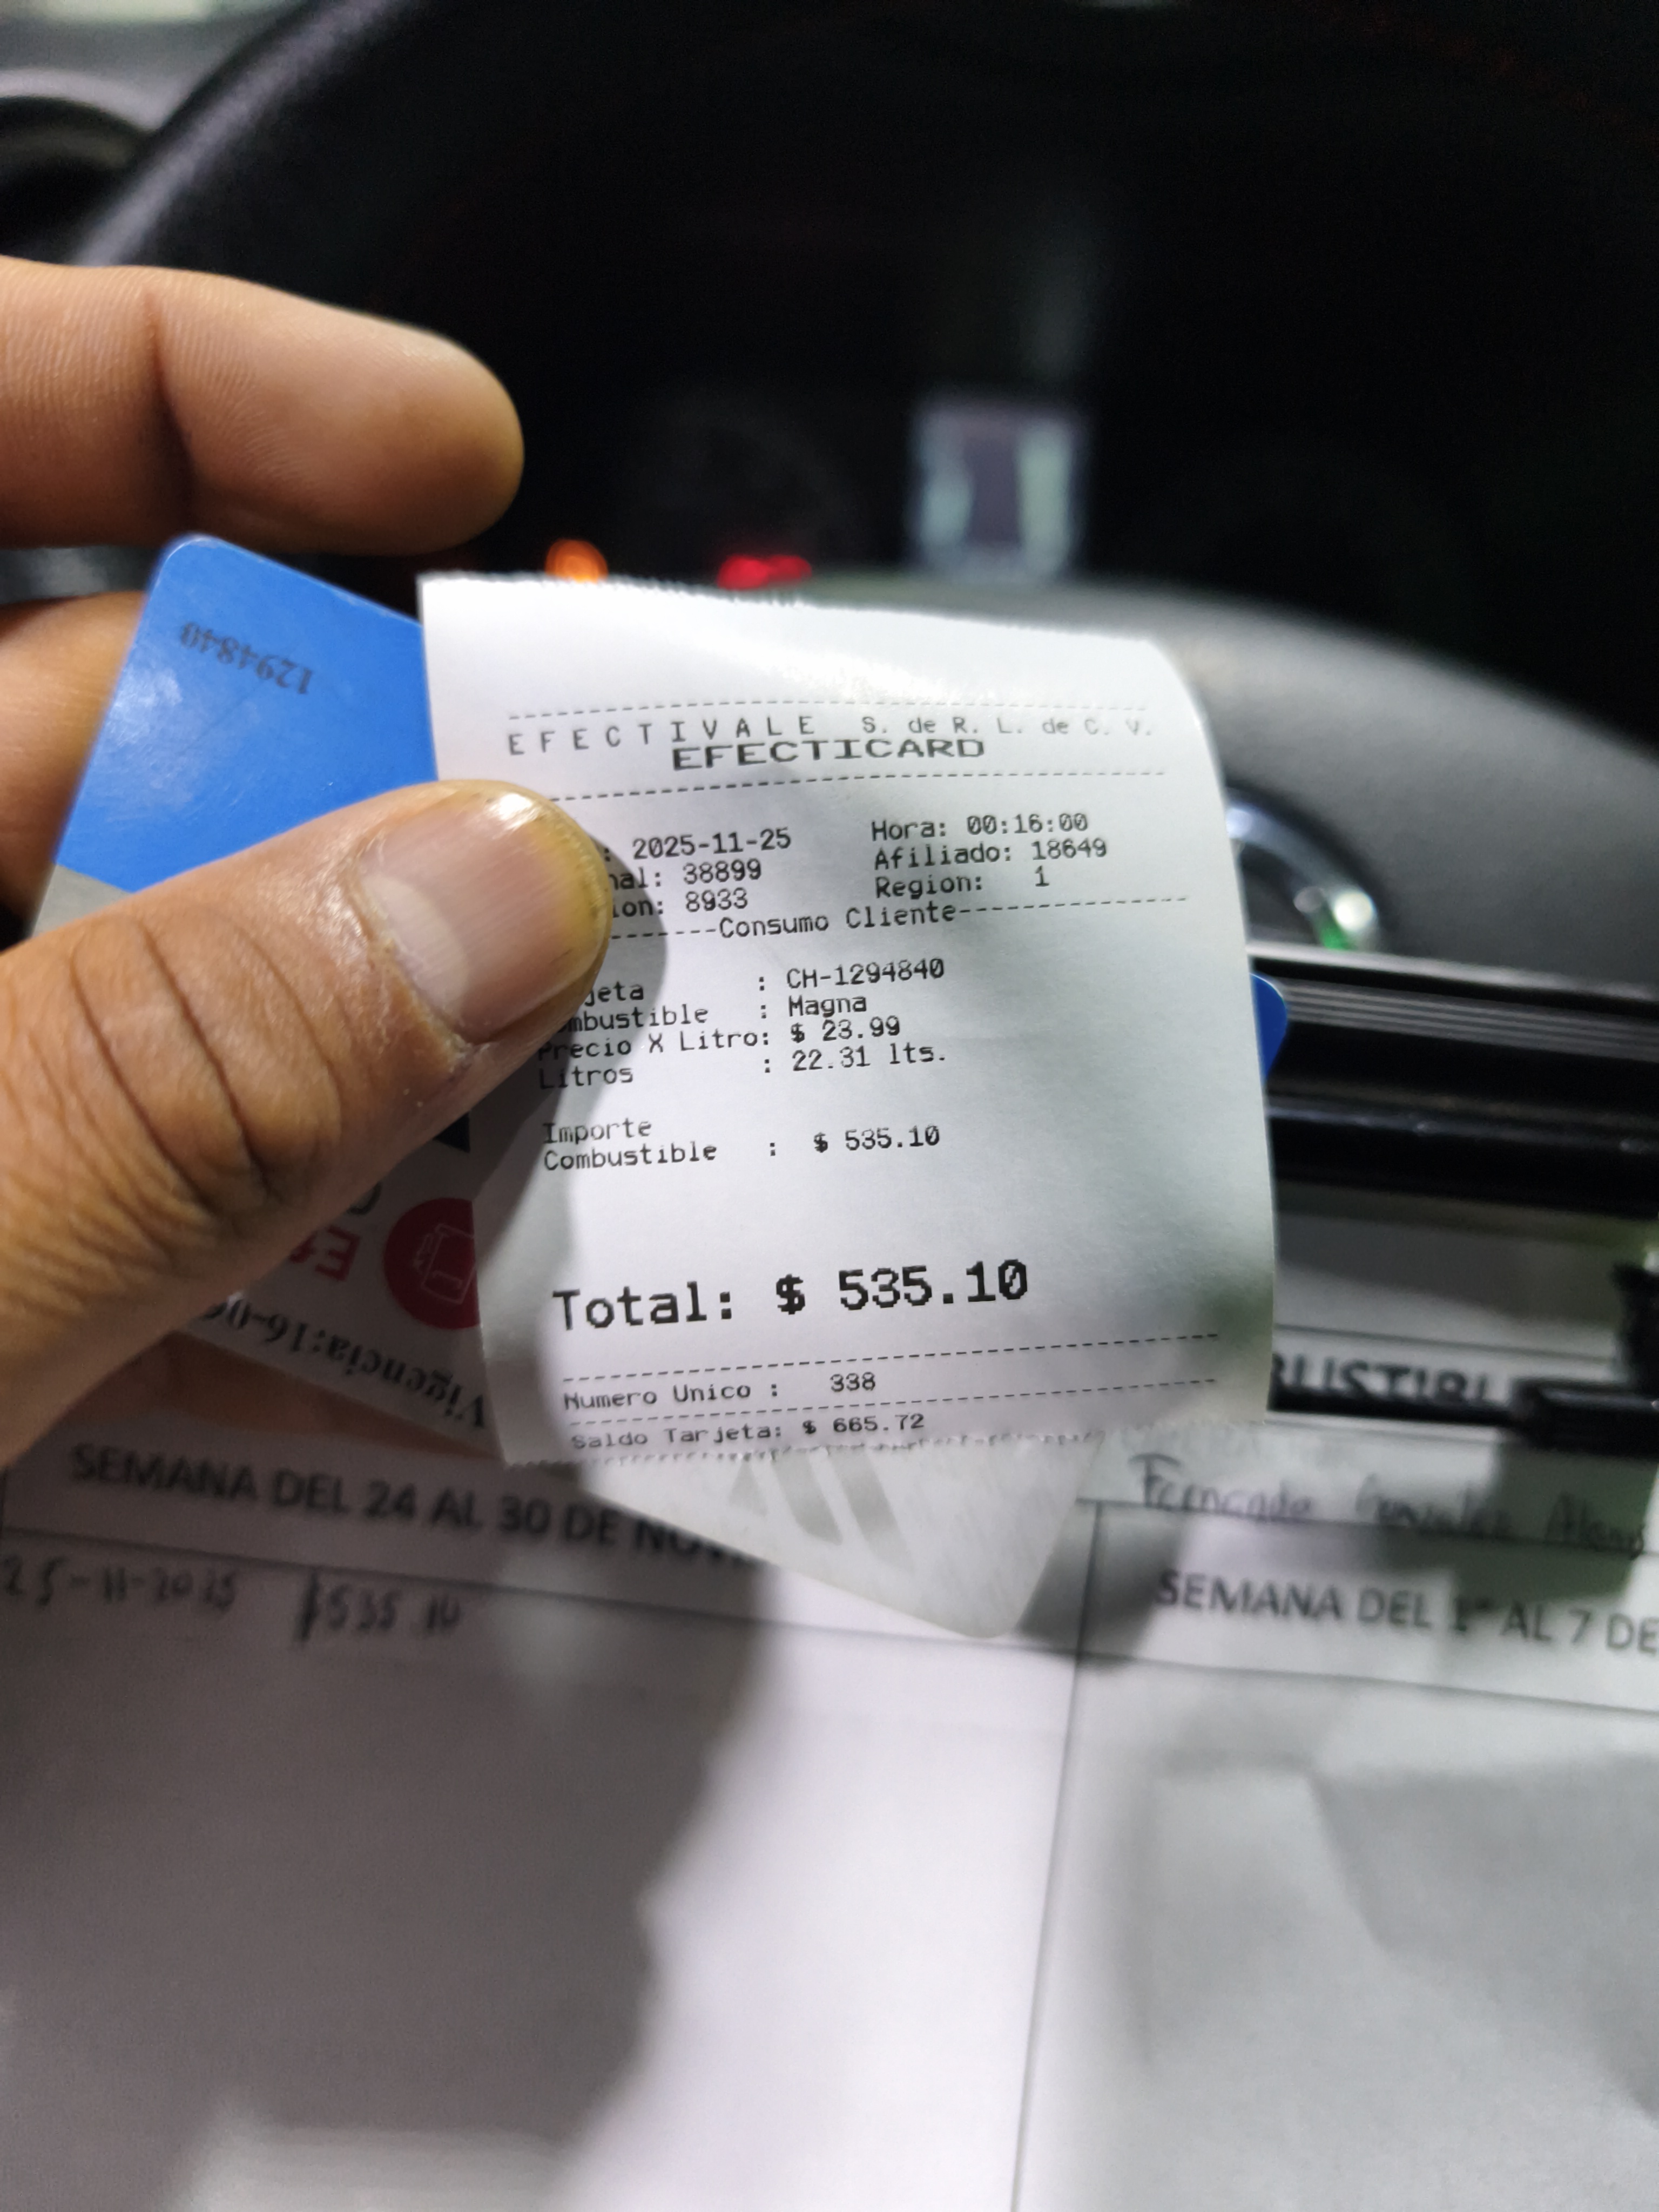 1294840
EFECTIVALE S. de R. L. de C. V.
EFECTICARD
: 2025-11-25 Hora: 00:16:00
nal: 38899 Afiliado: 18649
ion: 8933 Region: 1
-------Consumo Cliente--------------
jeta : CH-1294840
mbustible : Magna
Precio X Litro: $ 23.99
Litros : 22.31 lts.
Importe
Combustible : $ 535.10
Total: $ 535.10
Numero Unico : 338
Saldo Tarjeta: $ 665.72
Vigencia:16-0
USTIBL
SEMANA DEL 24 AL 30 DE NOV
SEMANA DEL 1° AL 7 DE
25-11-2025 $535.10